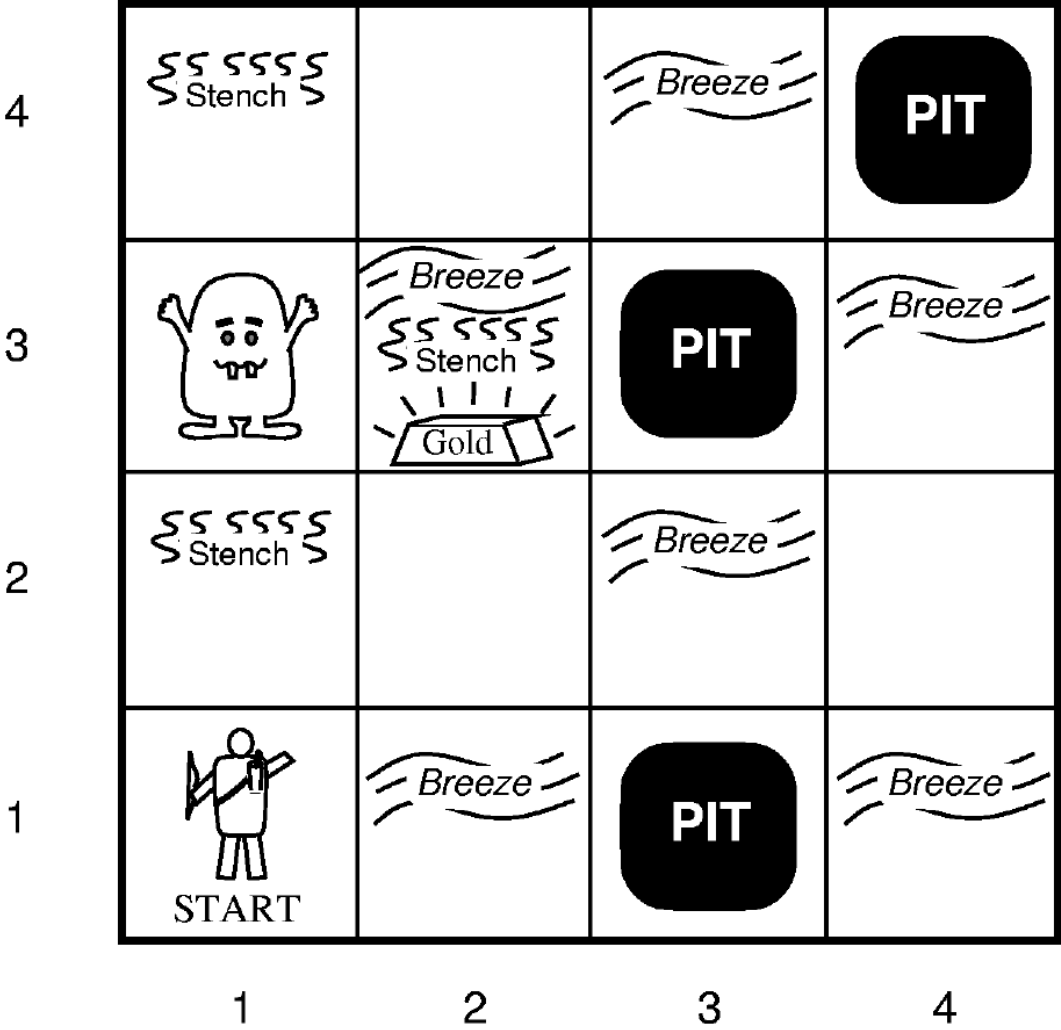 4
Stench
Breeze
PIT
3
Breeze
Stench
Gold
PIT
Breeze
2
Stench
Breeze
1
START
Breeze
PIT
Breeze
1 2 3 4